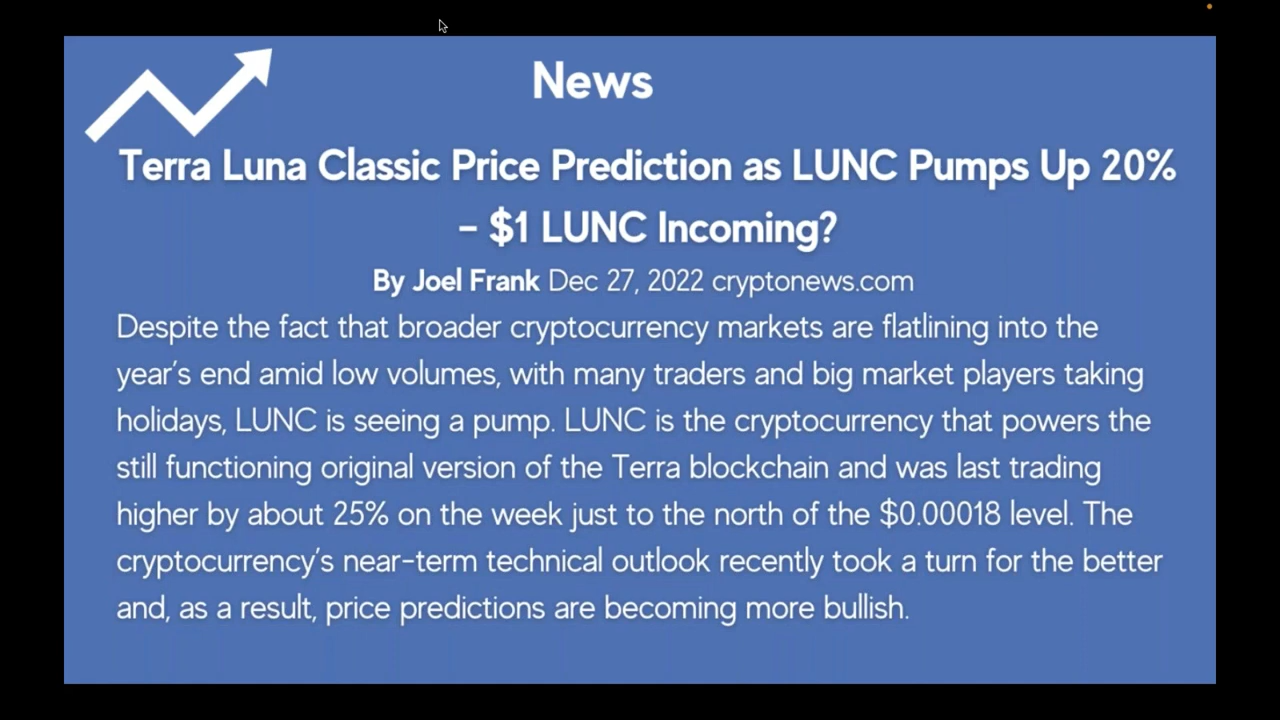 News
Terra Luna Classic Price Prediction as LUNC Pumps Up 20%
– $1 LUNC Incoming?
By Joel Frank Dec 27, 2022 cryptonews.com
Despite the fact that broader cryptocurrency markets are flatlining into the
year’s end amid low volumes, with many traders and big market players taking
holidays, LUNC is seeing a pump. LUNC is the cryptocurrency that powers the
still functioning original version of the Terra blockchain and was last trading
higher by about 25% on the week just to the north of the $0.00018 level. The
cryptocurrency’s near-term technical outlook recently took a turn for the better
and, as a result, price predictions are becoming more bullish.